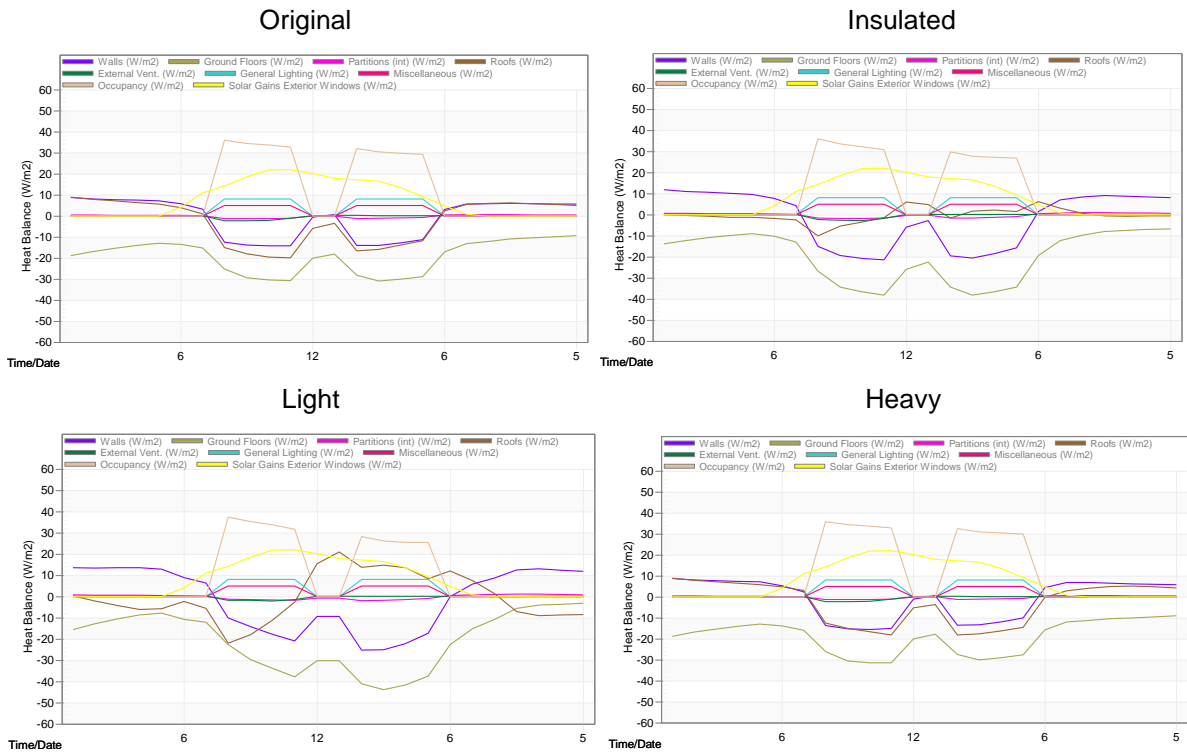 Original
Walls (W/m2) Ground Floors (W/m2) Partitions (int) (W/m2) Roofs (W/m2)
External Vent. (W/m2) General Lighting (W/m2) Miscellaneous (W/m2)
Occupancy (W/m2) Solar Gains Exterior Windows (W/m2)
Heat Balance (W/m2)
60
50
40
30
20
10
0
-10
-20
-30
-40
-50
-60
6 12 6 5
Time/Date
Insulated
Walls (W/m2) Ground Floors (W/m2) Partitions (int) (W/m2) Roofs (W/m2)
External Vent. (W/m2) General Lighting (W/m2) Miscellaneous (W/m2)
Occupancy (W/m2) Solar Gains Exterior Windows (W/m2)
Heat Balance (W/m2)
60
50
40
30
20
10
0
-10
-20
-30
-40
-50
-60
6 12 6 5
Time/Date
Light
Walls (W/m2) Ground Floors (W/m2) Partitions (int) (W/m2) Roofs (W/m2)
External Vent. (W/m2) General Lighting (W/m2) Miscellaneous (W/m2)
Occupancy (W/m2) Solar Gains Exterior Windows (W/m2)
Heat Balance (W/m2)
60
50
40
30
20
10
0
-10
-20
-30
-40
-50
-60
6 12 6 5
Time/Date
Heavy
Walls (W/m2) Ground Floors (W/m2) Partitions (int) (W/m2) Roofs (W/m2)
External Vent. (W/m2) General Lighting (W/m2) Miscellaneous (W/m2)
Occupancy (W/m2) Solar Gains Exterior Windows (W/m2)
Heat Balance (W/m2)
60
50
40
30
20
10
0
-10
-20
-30
-40
-50
-60
6 12 6 5
Time/Date